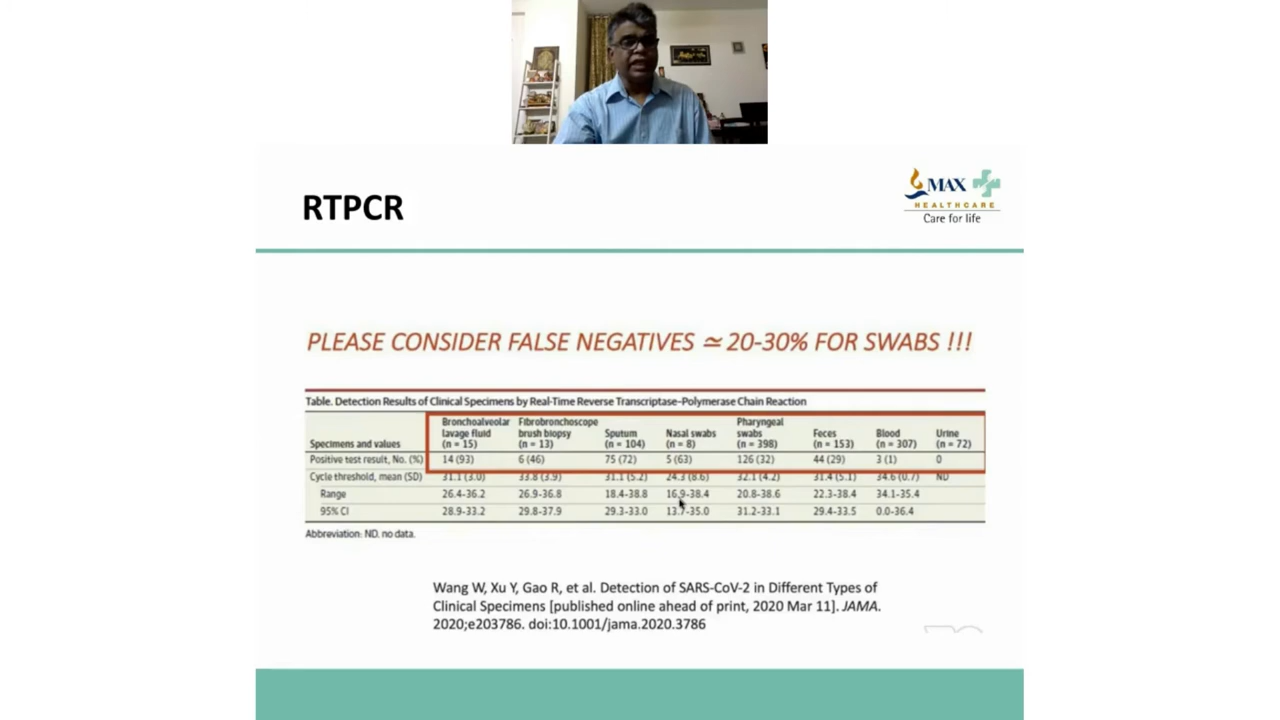 RTPCR
MAX
HEALTHCARE
Care for life
PLEASE CONSIDER FALSE NEGATIVES ≃ 20-30% FOR SWABS !!!
Table. Detection Results of Clinical Specimens by Real-Time Reverse Transcriptase–Polymerase Chain Reaction
Specimens and values Bronchoalveolar lavage fluid (n = 15) Fibrobronchoscope brush biopsy (n = 13) Sputum (n = 104) Nasal swabs (n = 8) Pharyngeal swabs (n = 398) Feces (n = 153) Blood (n = 307) Urine (n = 72)
Positive test result, No. (%) 14 (93) 6 (46) 75 (72) 5 (63) 126 (32) 44 (29) 3 (1) 0
Cycle threshold, mean (SD) 31.1 (3.0) 33.8 (3.9) 31.1 (5.2) 24.3 (8.6) 32.1 (4.2) 31.4 (5.1) 34.6 (0.7) ND
Range 26.4-36.2 26.9-36.8 18.4-38.8 16.9-38.4 20.8-38.6 22.3-38.4 34.1-35.4
95% CI 28.9-33.2 29.8-37.9 29.3-33.0 13.7-35.0 31.2-33.1 29.4-33.5 0.0-36.4
Abbreviation: ND, no data.
Wang W, Xu Y, Gao R, et al. Detection of SARS-CoV-2 in Different Types of
Clinical Specimens [published online ahead of print, 2020 Mar 11]. JAMA.
2020;e203786. doi:10.1001/jama.2020.3786